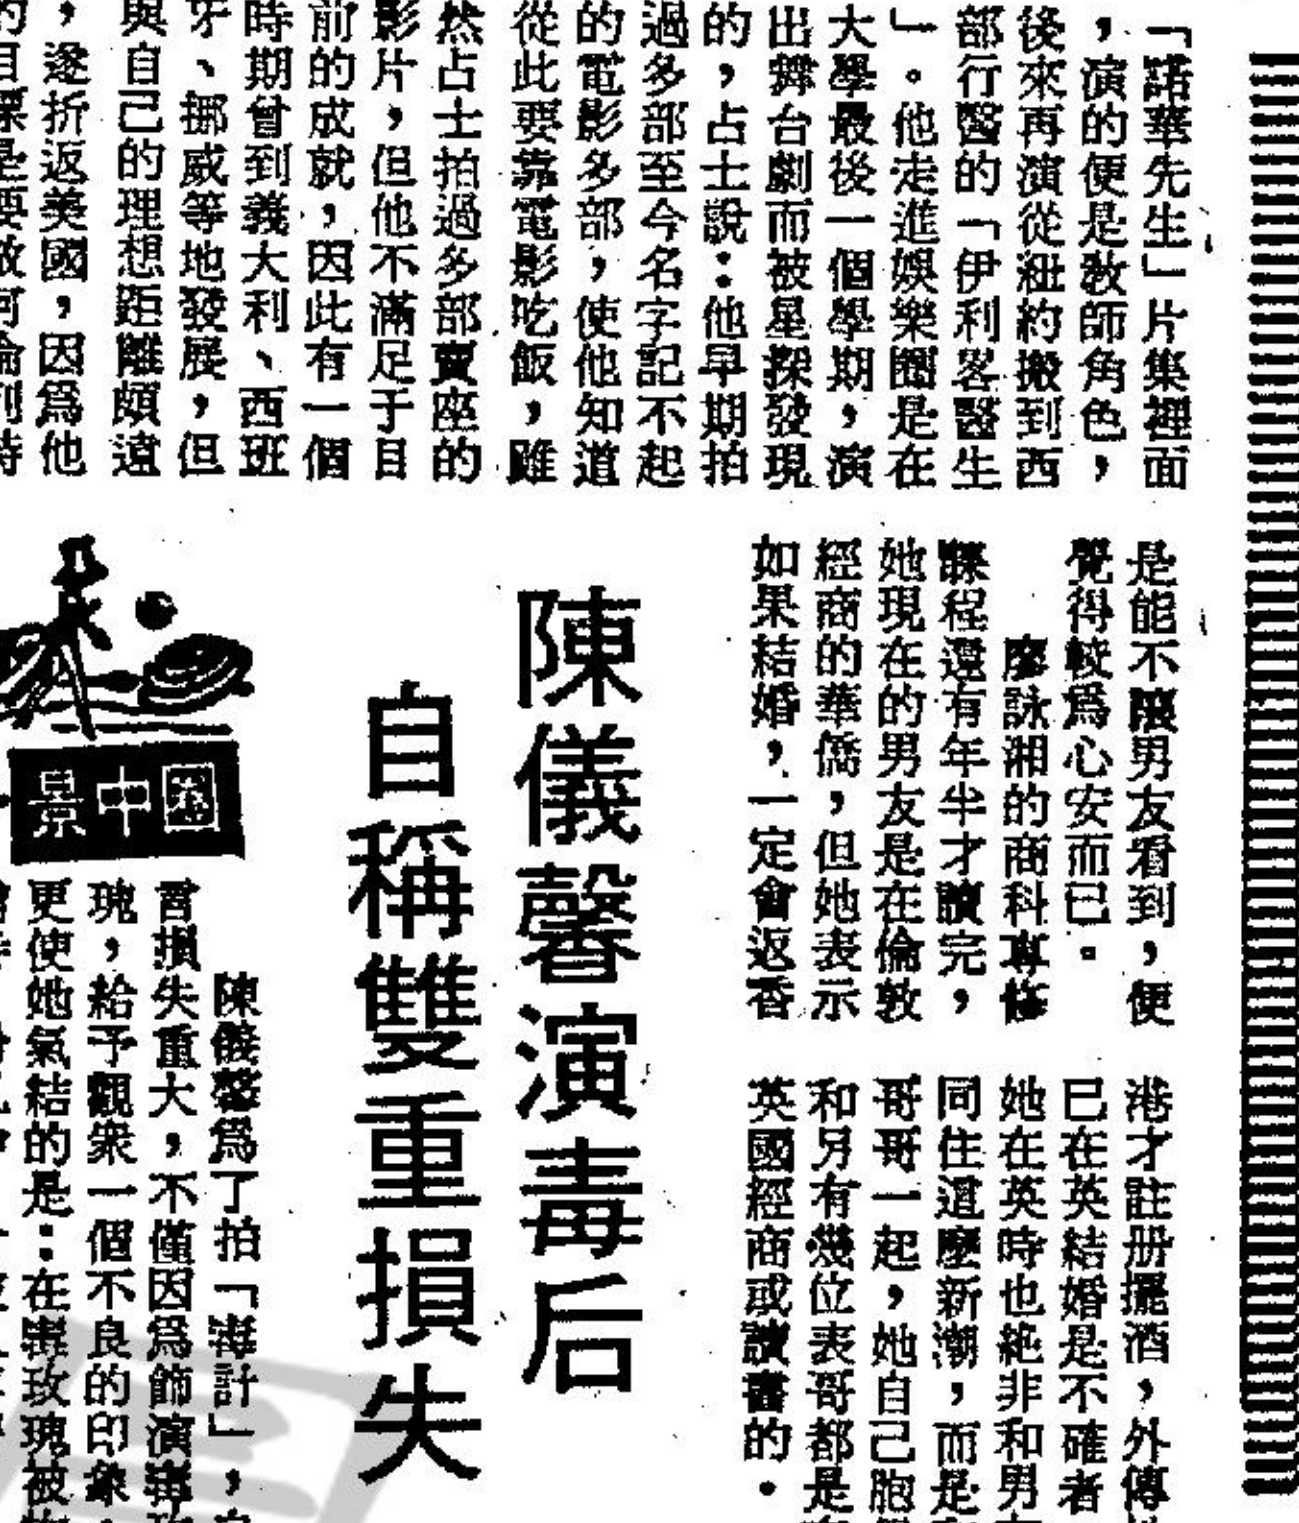 「諾華先生」片集裡面
，演的便是教師角色，
後來再演從紐約搬到西
部行醫的「伊利客醫生
」。他走進娛樂圈是在
大學最後一個學期，演
出舞台劇而被星探發現
的，占士說：他早期拍
過多部至今名字記不起
的電影多部，使他知道
從此要靠電影吃飯，雖
然占士拍過多部賣座的
影片，但他不滿足于目
前的成就，因此有一個
時期曾到義大利、西班
牙、挪威等地發展，但
與自己的理想距離頗遠
，遂折返美國，因爲他
是能不讓男友看到，便
覺得較爲心安而已。
廖詠湘的商科專修
課程還有年半才讀完，
她現在的男友是在倫敦
經商的華僑，但她表示
如果結婚，一定會返香
港才註册擺酒，外傳
已在英結婚是不確者
她在英時也絕非和男
同住這麼新潮，而是
哥哥一起，她自己胞
和另有幾位表哥都是
英國經商或讀書的。
陳儀馨演毒后
自稱雙重損失
圈中景
陳儀馨爲了拍「毒計」，
言損失重大，不僅因爲飾演毒
瑰，給予觀衆一個不良的印象
更使她氣結的是：在毒玫瑰被